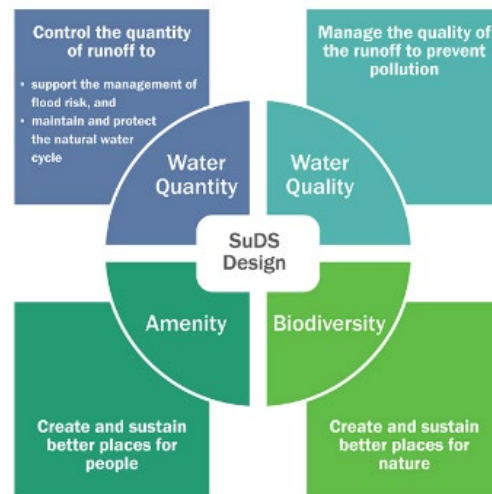 Control the quantity
of runoff to
• support the management of
flood risk, and
• maintain and protect
the natural water
cycle
Water
Quantity
Manage the quality of
the runoff to prevent
pollution
Water
Quality
SuDS
Design
Amenity
Create and sustain
better places for
people
Biodiversity
Create and sustain
better places for
nature